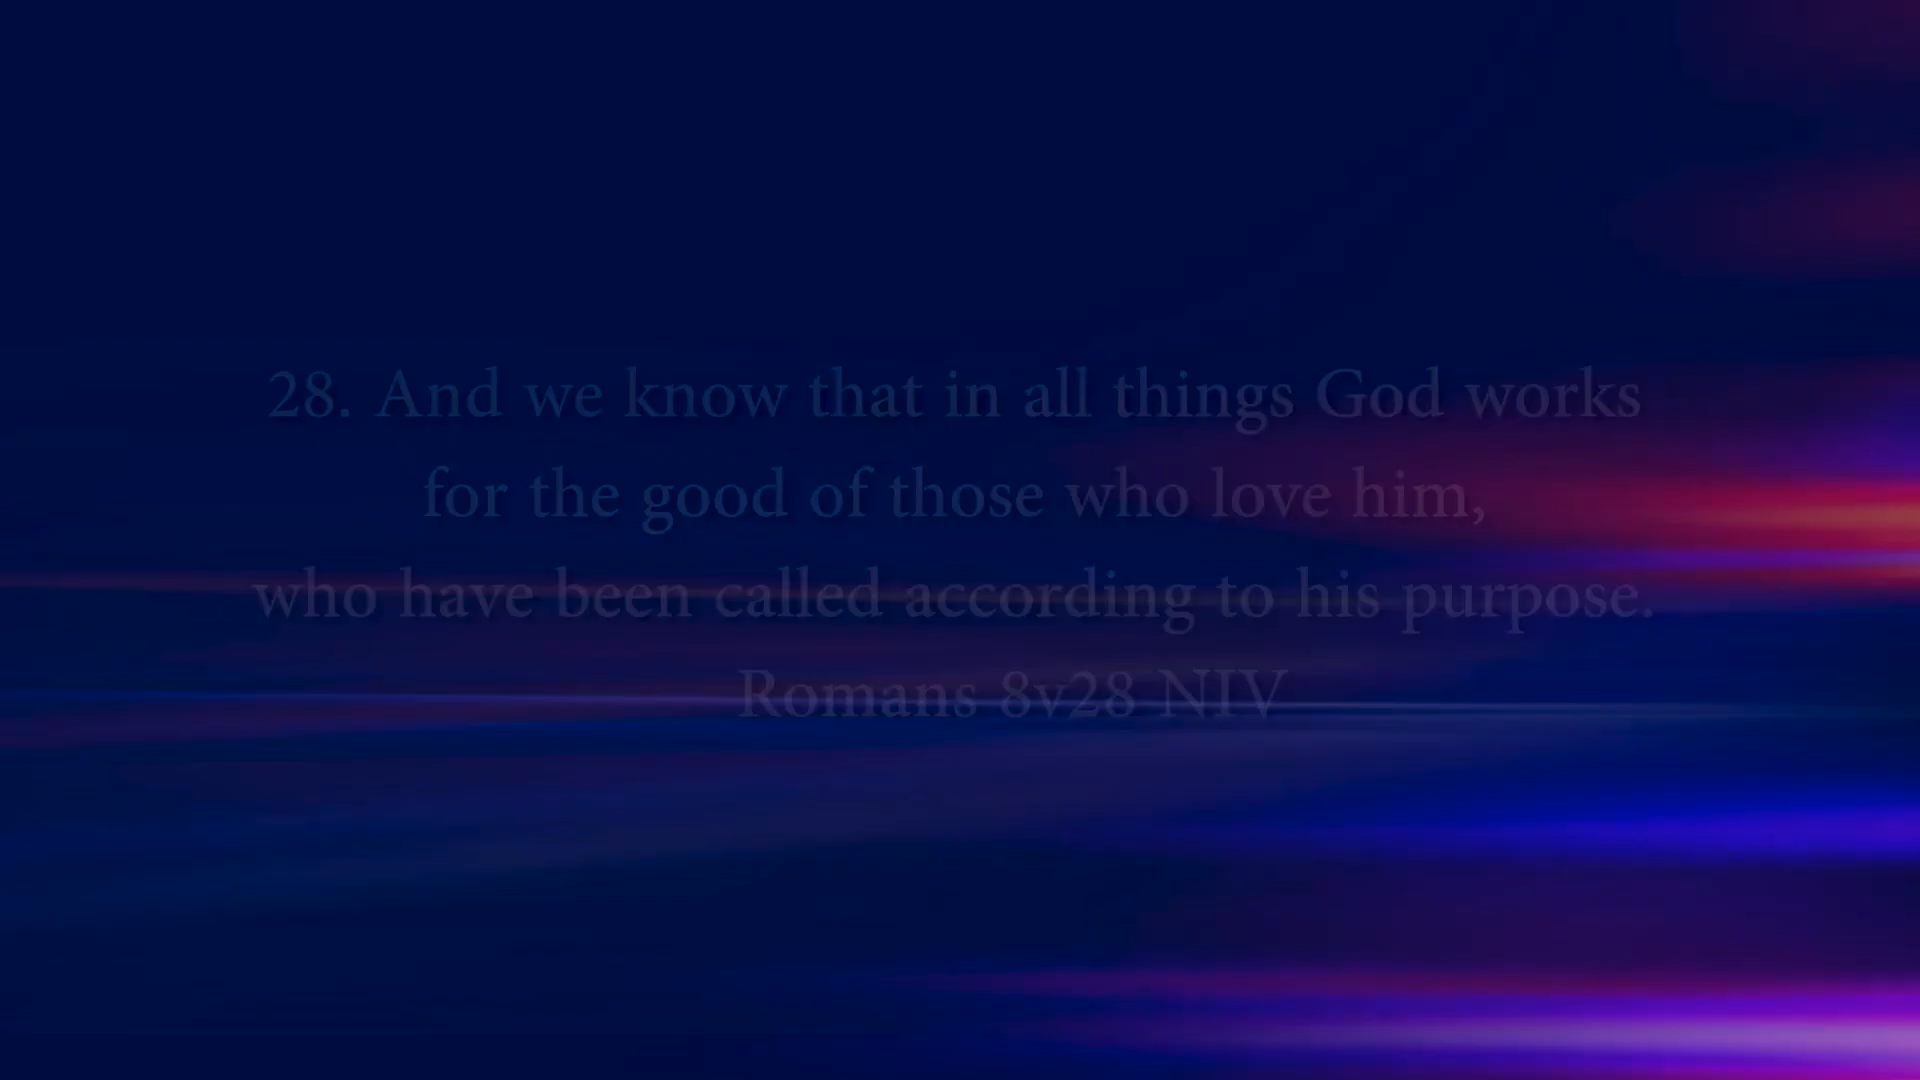 28. And we know that in all things God works
for the good of those who love him,
who have been called according to his purpose.
Romans 8v28 NIV